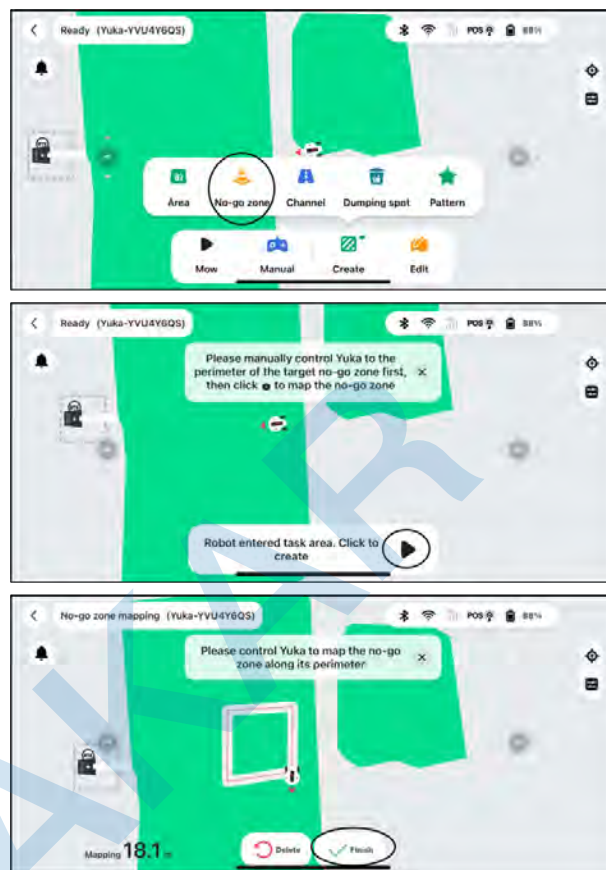 Ready (Yuka-YVU4Y6QS)
POS
88%
Area
No-go zone
Channel
Dumping spot
Pattern
Mow
Manual
Create
Edit
Ready (Yuka-YVU4Y6QS)
POS
88%
Please manually control Yuka to the
perimeter of the target no-go zone first,
then click to map the no-go zone
Robot entered task area. Click to
create
No-go zone mapping (Yuka-YVU4Y6QS)
POS
88%
Please control Yuka to map the no-go
zone along its perimeter
Mapping 18.1 m
Delete
Finish
AKAR